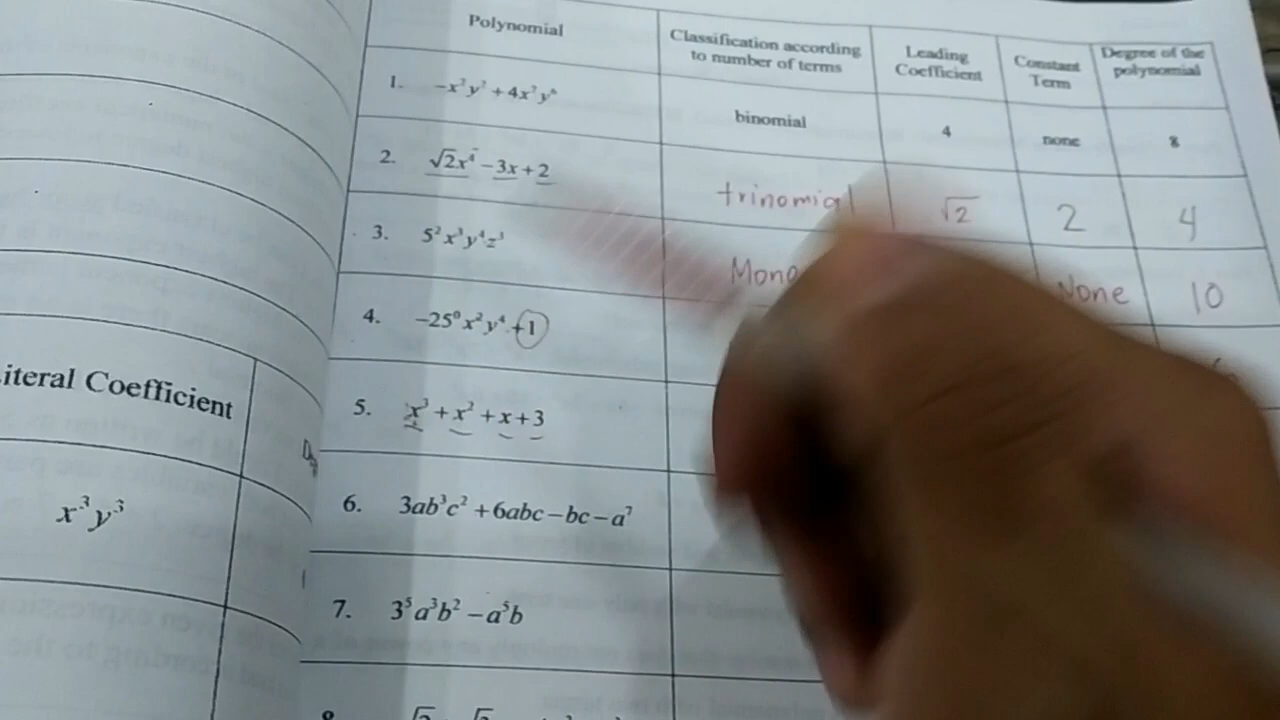 Polynomial Classification according to number of terms Leading Coefficient Constant Term Degree of the polynomial
1. −x²y² + 4x²y⁶ binomial 4 none 8
2. √2x⁴ − 3x + 2 trinomial √2 2 4
3. 5²x³y⁴z³ Mono None 10
4. −25⁰x²y⁴ + 1
5. x³ + x² + x + 3
6. 3ab³c² + 6abc − bc − a⁷
7. 3⁵a³b² − a⁵b
8.
iteral Coefficient
x³y³